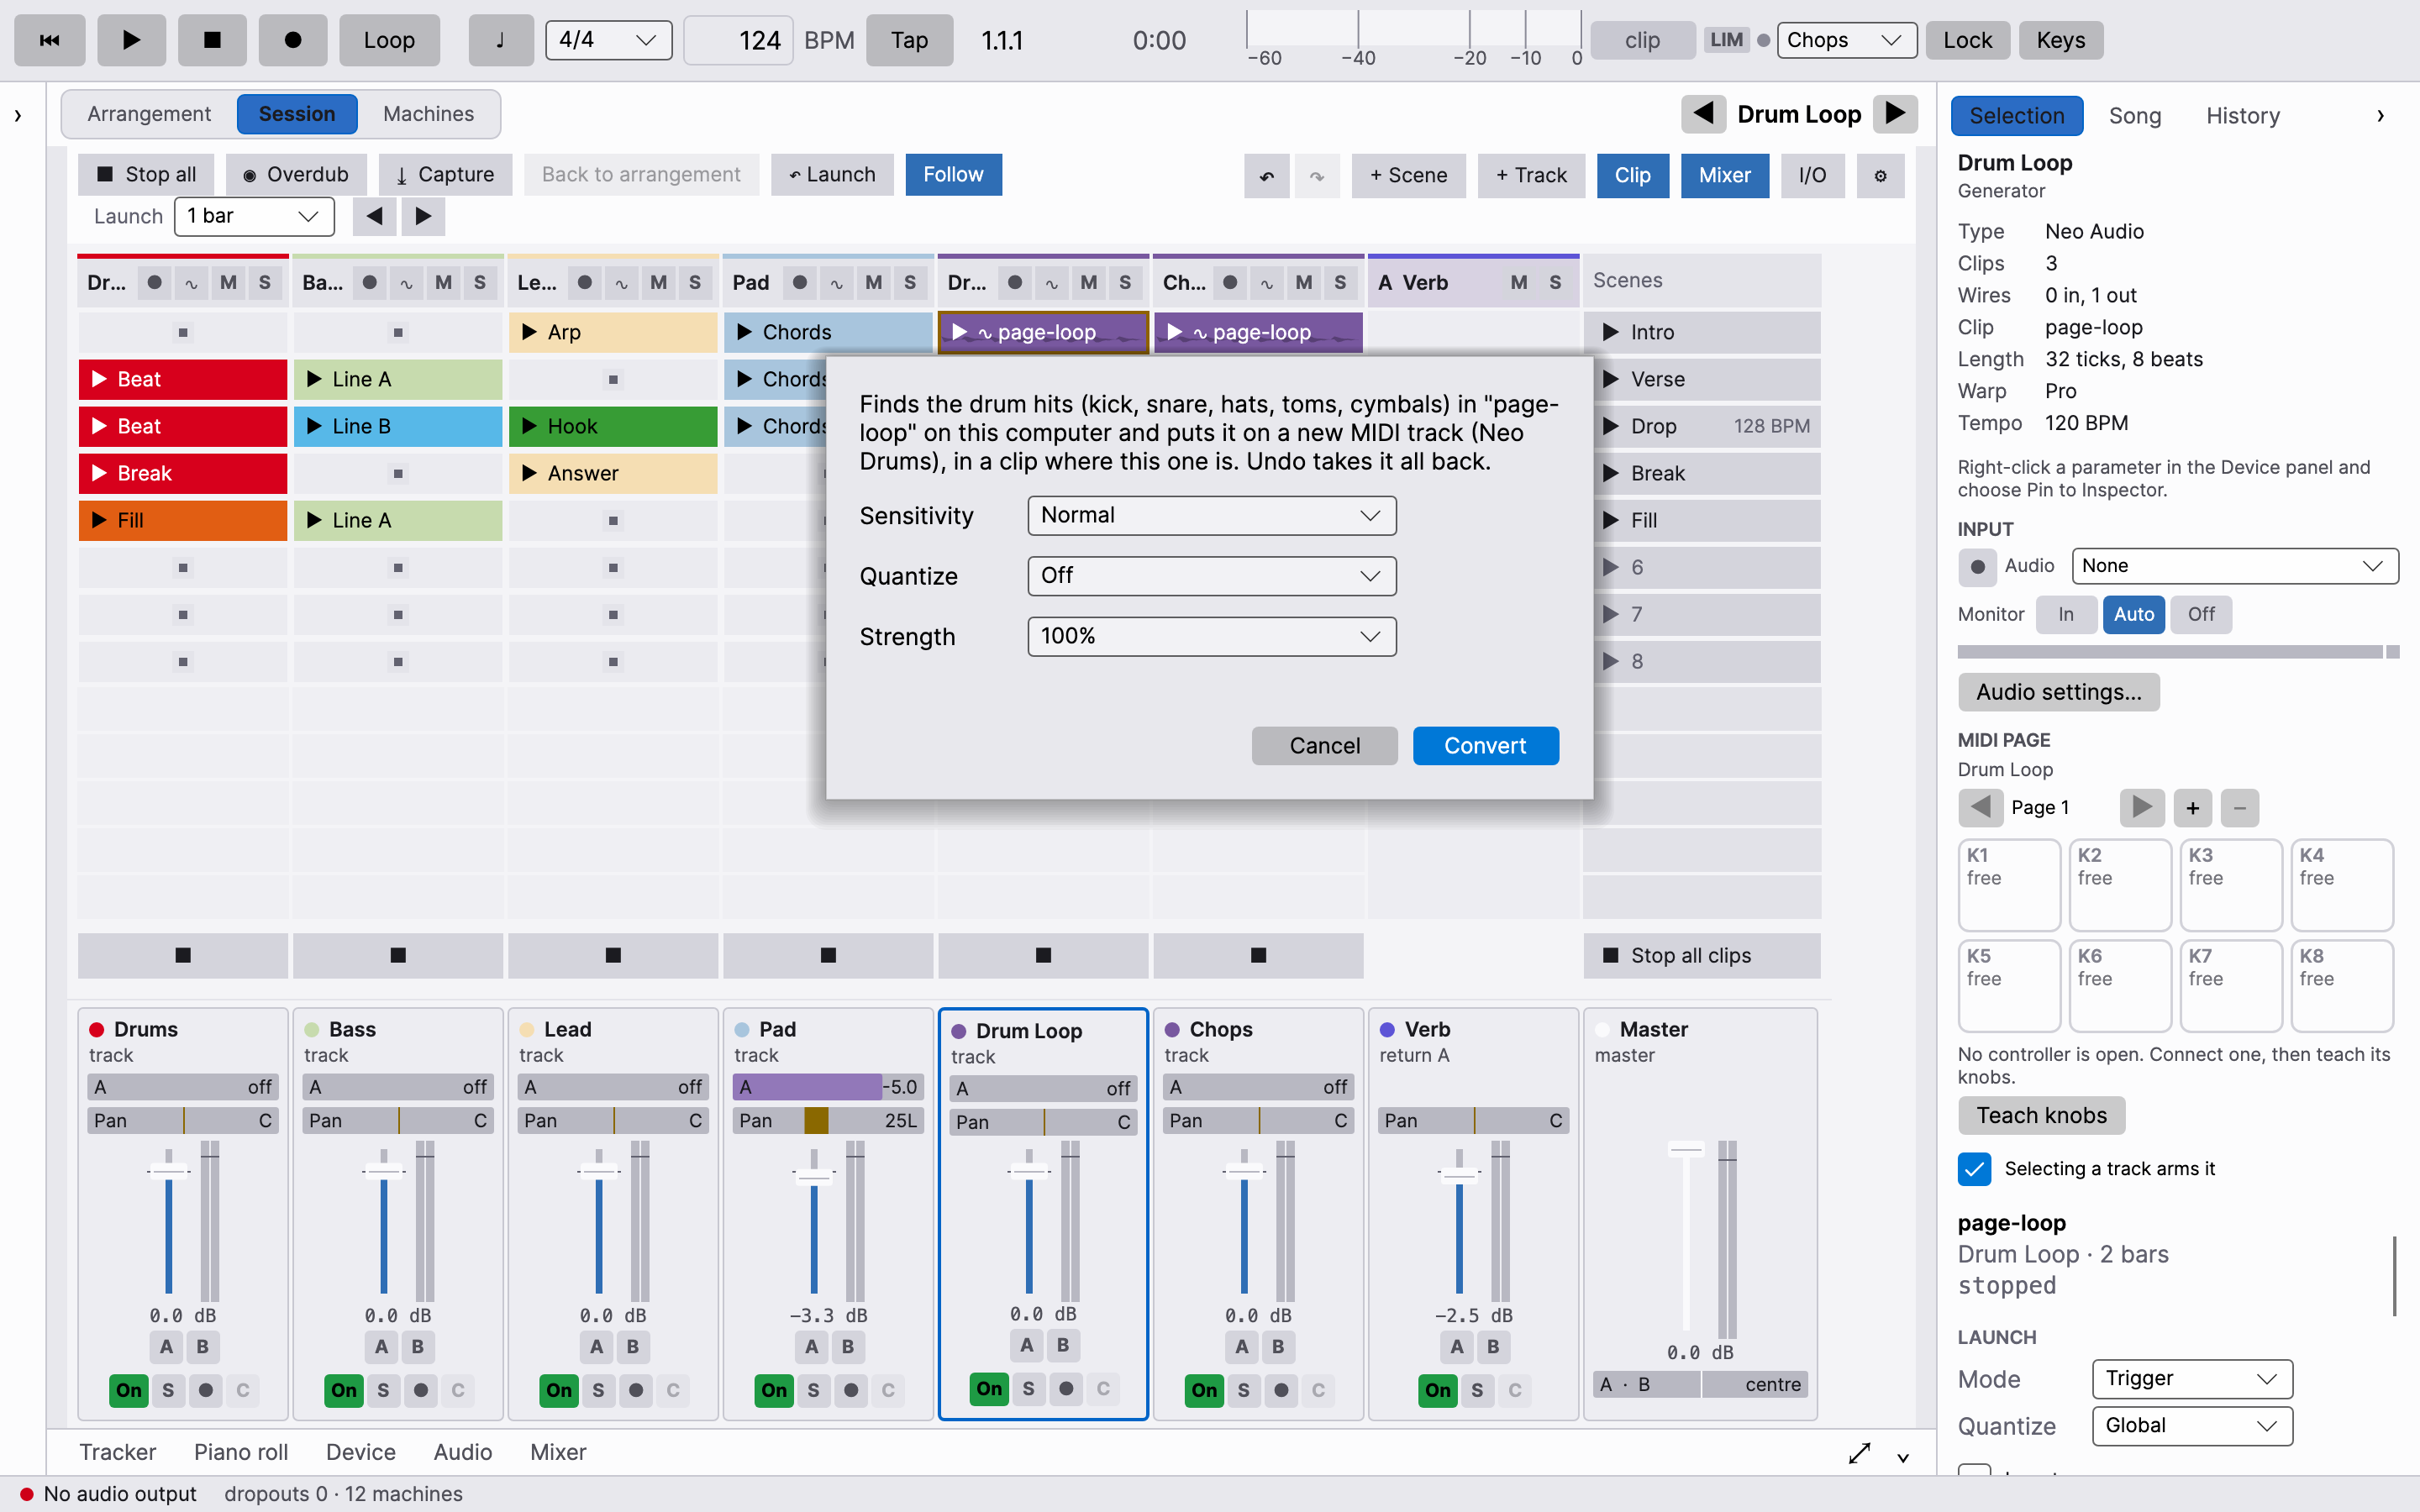 Loop
4/4
124 BPM
Tap
1.1.1
0:00
−60 −40 −20 −10 0
clip
LIM
Chops
Lock
Keys
Arrangement
Session
Machines
Drum Loop
Selection
Song
History
Stop all
Overdub
Capture
Back to arrangement
Launch
Follow
+ Scene
+ Track
Clip
Mixer
I/O
Launch
1 bar
Dr... M S
Ba... M S
Le... M S
Pad M S
Dr... M S
Ch... M S
A Verb M S
Scenes
Arp
Chords
page-loop
page-loop
Intro
Beat
Line A
Chords
Verse
Beat
Line B
Hook
Chords
Drop 128 BPM
Break
Answer
Break
Fill
Line A
Fill
6
7
8
Finds the drum hits (kick, snare, hats, toms, cymbals) in "page-
loop" on this computer and puts it on a new MIDI track (Neo
Drums), in a clip where this one is. Undo takes it all back.
Sensitivity Normal
Quantize Off
Strength 100%
Cancel
Convert
Stop all clips
Drums
track
A off
Pan C
0.0 dB
A B
On S C
Bass
track
A off
Pan C
0.0 dB
A B
On S C
Lead
track
A off
Pan C
0.0 dB
A B
On S C
Pad
track
A -5.0
Pan 25L
−3.3 dB
A B
On S C
Drum Loop
track
A off
Pan C
0.0 dB
A B
On S C
Chops
track
A off
Pan C
0.0 dB
A B
On S C
Verb
return A
Pan C
−2.5 dB
A B
On S C
Master
master
0.0 dB
A · B centre
Drum Loop
Generator
Type Neo Audio
Clips 3
Wires 0 in, 1 out
Clip page-loop
Length 32 ticks, 8 beats
Warp Pro
Tempo 120 BPM
Right-click a parameter in the Device panel and
choose Pin to Inspector.
INPUT
Audio None
Monitor In Auto Off
Audio settings...
MIDI PAGE
Drum Loop
Page 1 + −
K1 free
K2 free
K3 free
K4 free
K5 free
K6 free
K7 free
K8 free
No controller is open. Connect one, then teach its
knobs.
Teach knobs
Selecting a track arms it
page-loop
Drum Loop · 2 bars
stopped
LAUNCH
Mode Trigger
Quantize Global
Tracker
Piano roll
Device
Audio
Mixer
No audio output
dropouts 0 · 12 machines